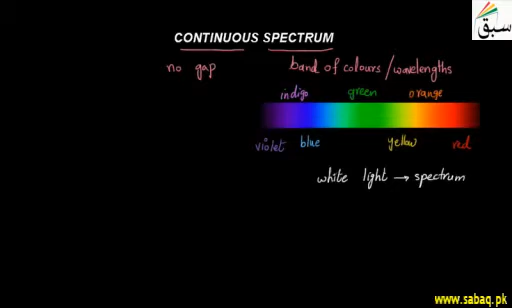 سبق
CONTINUOUS SPECTRUM
no gap band of colours / wavelengths
indigo green orange
violet blue yellow red
white light → spectrum
www.sabaq.pk